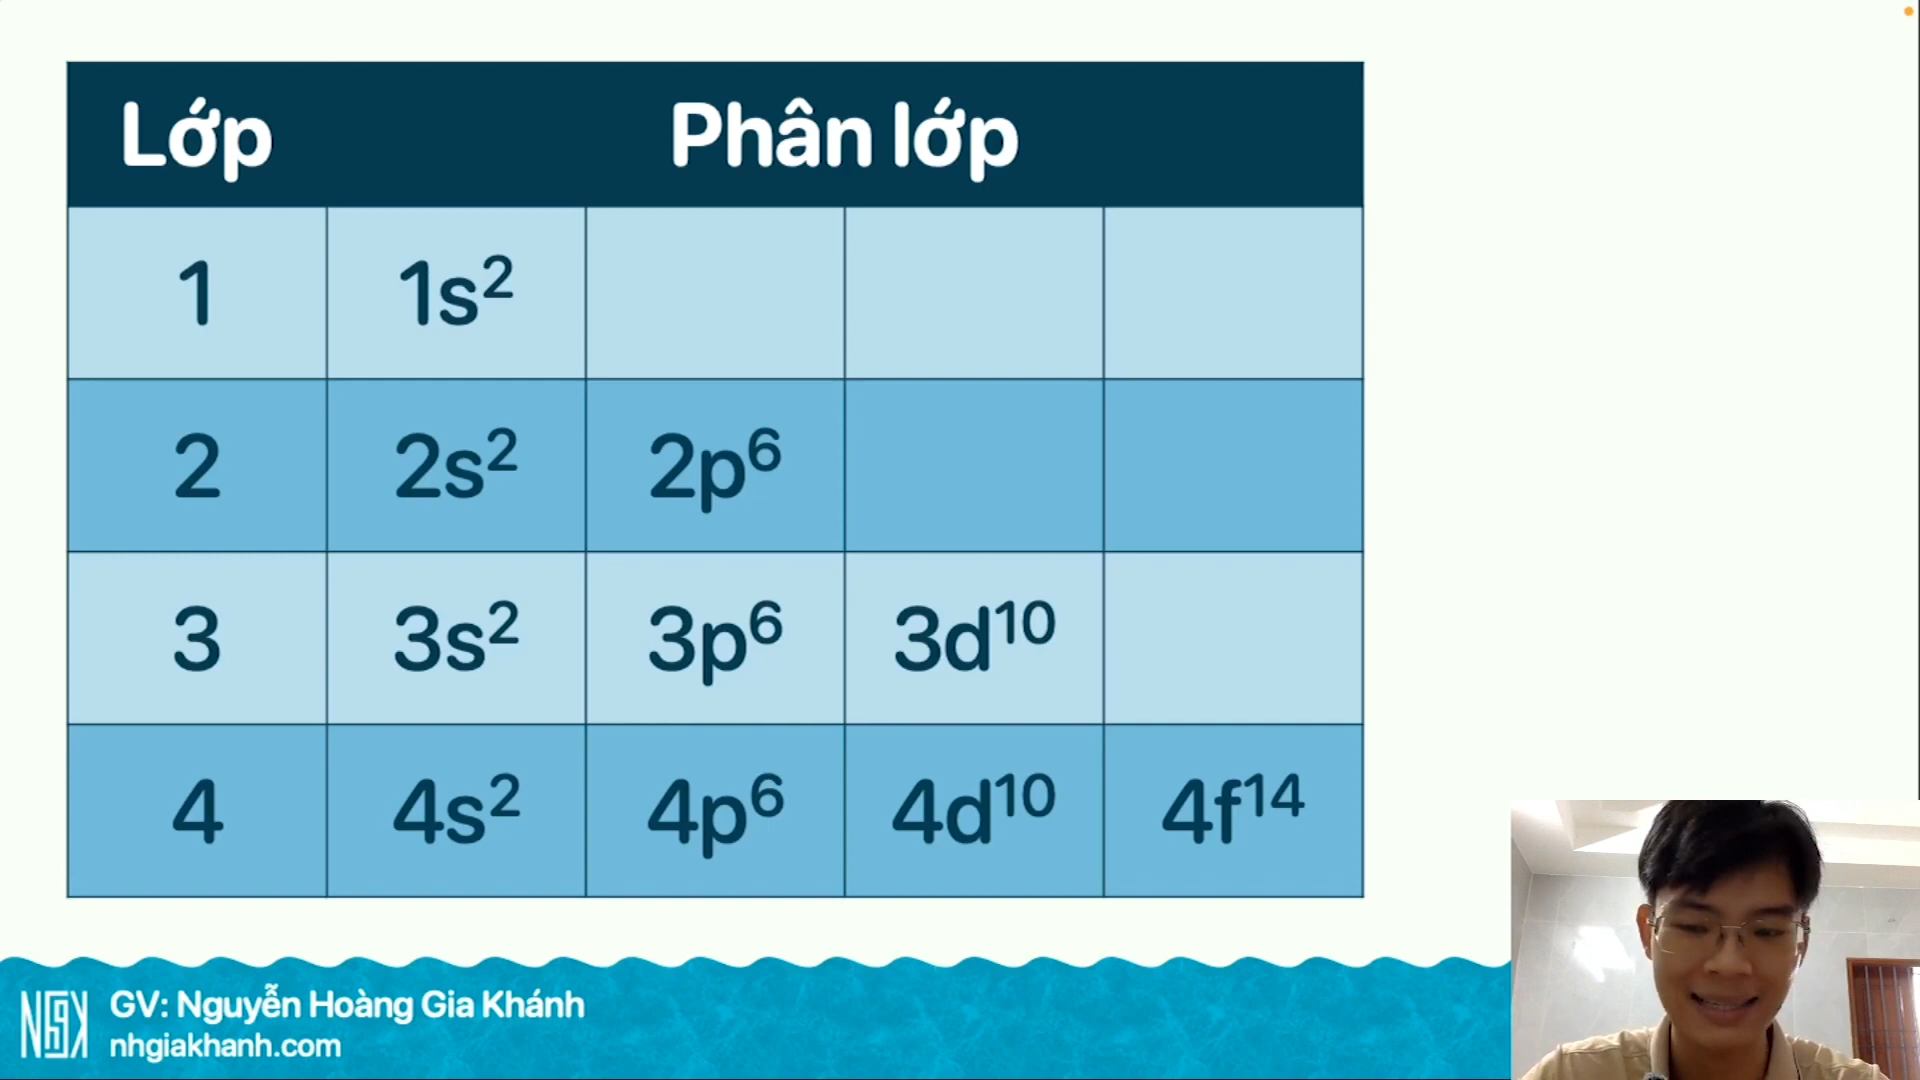 Lớp Phân lớp
1 1s²
2 2s² 2p⁶
3 3s² 3p⁶ 3d¹⁰
4 4s² 4p⁶ 4d¹⁰ 4f¹⁴
NGK
GV: Nguyễn Hoàng Gia Khánh
nhgiakhanh.com